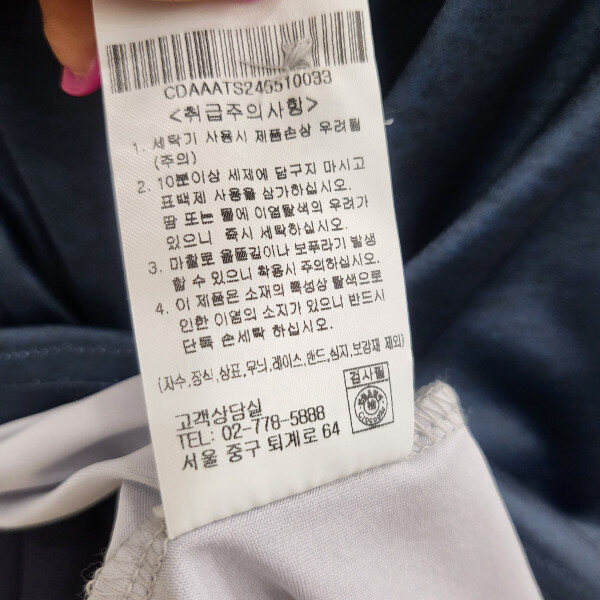 CDAAATS246510033
<취급주의사항>
1. 세탁기 사용시 제품손상 우려됨
(주의)
2. 10분이상 세제에 담구지 마시고
표백제 사용을 삼가하십시오.
땀 또는 물에 이염탈색의 우려가
있으니 즉시 세탁하십시오.
3. 마찰로 올뜯김이나 보푸라기 발생
할 수 있으니 착용시 주의하십시오.
4. 이 제품은 소재의 특성상 탈색으로
인한 이염의 소지가 있으니 반드시
단독 손세탁 하십시오.
(자수,장식,상표,무늬,레이스,밴드,심지,보강재 제외)
검사필
고객상담실
TEL: 02-778-5888
서울 중구 퇴계로 64